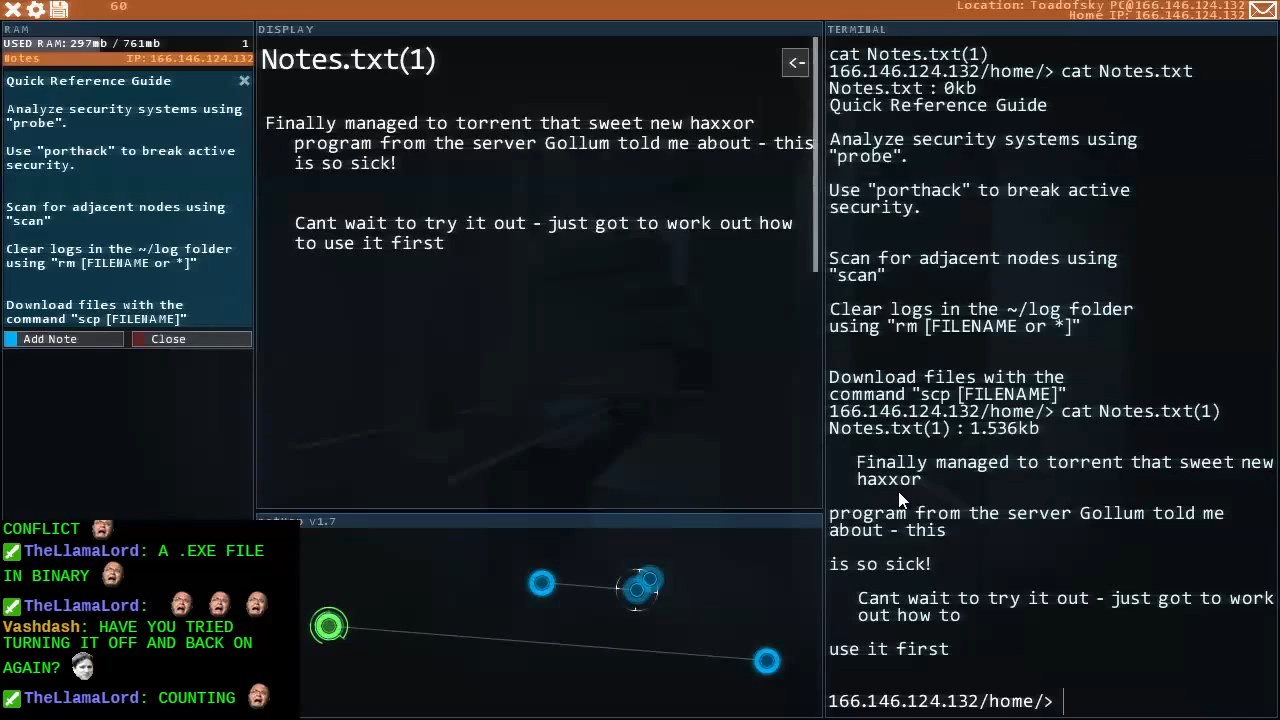 60
Location: Toadofsky PC@166.146.124.132
Home IP: 166.146.124.132
RAM
USED RAM: 297mb / 761mb 1
Notes IP: 166.146.124.132
Quick Reference Guide
Analyze security systems using
"probe".
Use "porthack" to break active
security.
Scan for adjacent nodes using
"scan"
Clear logs in the ~/log folder
using "rm [FILENAME or *]"
Download files with the
command "scp [FILENAME]"
Add Note
Close
CONFLICT
TheLlamaLord: A .EXE FILE
IN BINARY
TheLlamaLord:
Vashdash: HAVE YOU TRIED
TURNING IT OFF AND BACK ON
AGAIN?
TheLlamaLord: COUNTING
DISPLAY
Notes.txt(1)
<-
Finally managed to torrent that sweet new haxxor
program from the server Gollum told me about - this
is so sick!
Cant wait to try it out - just got to work out how
to use it first
v1.7
TERMINAL
cat Notes.txt(1)
166.146.124.132/home/> cat Notes.txt
Notes.txt : 0kb
Quick Reference Guide
Analyze security systems using
"probe".
Use "porthack" to break active
security.
Scan for adjacent nodes using
"scan"
Clear logs in the ~/log folder
using "rm [FILENAME or *]"
Download files with the
command "scp [FILENAME]"
166.146.124.132/home/> cat Notes.txt(1)
Notes.txt(1) : 1.536kb
Finally managed to torrent that sweet new
haxxor
program from the server Gollum told me
about - this
is so sick!
Cant wait to try it out - just got to work
out how to
use it first
166.146.124.132/home/>